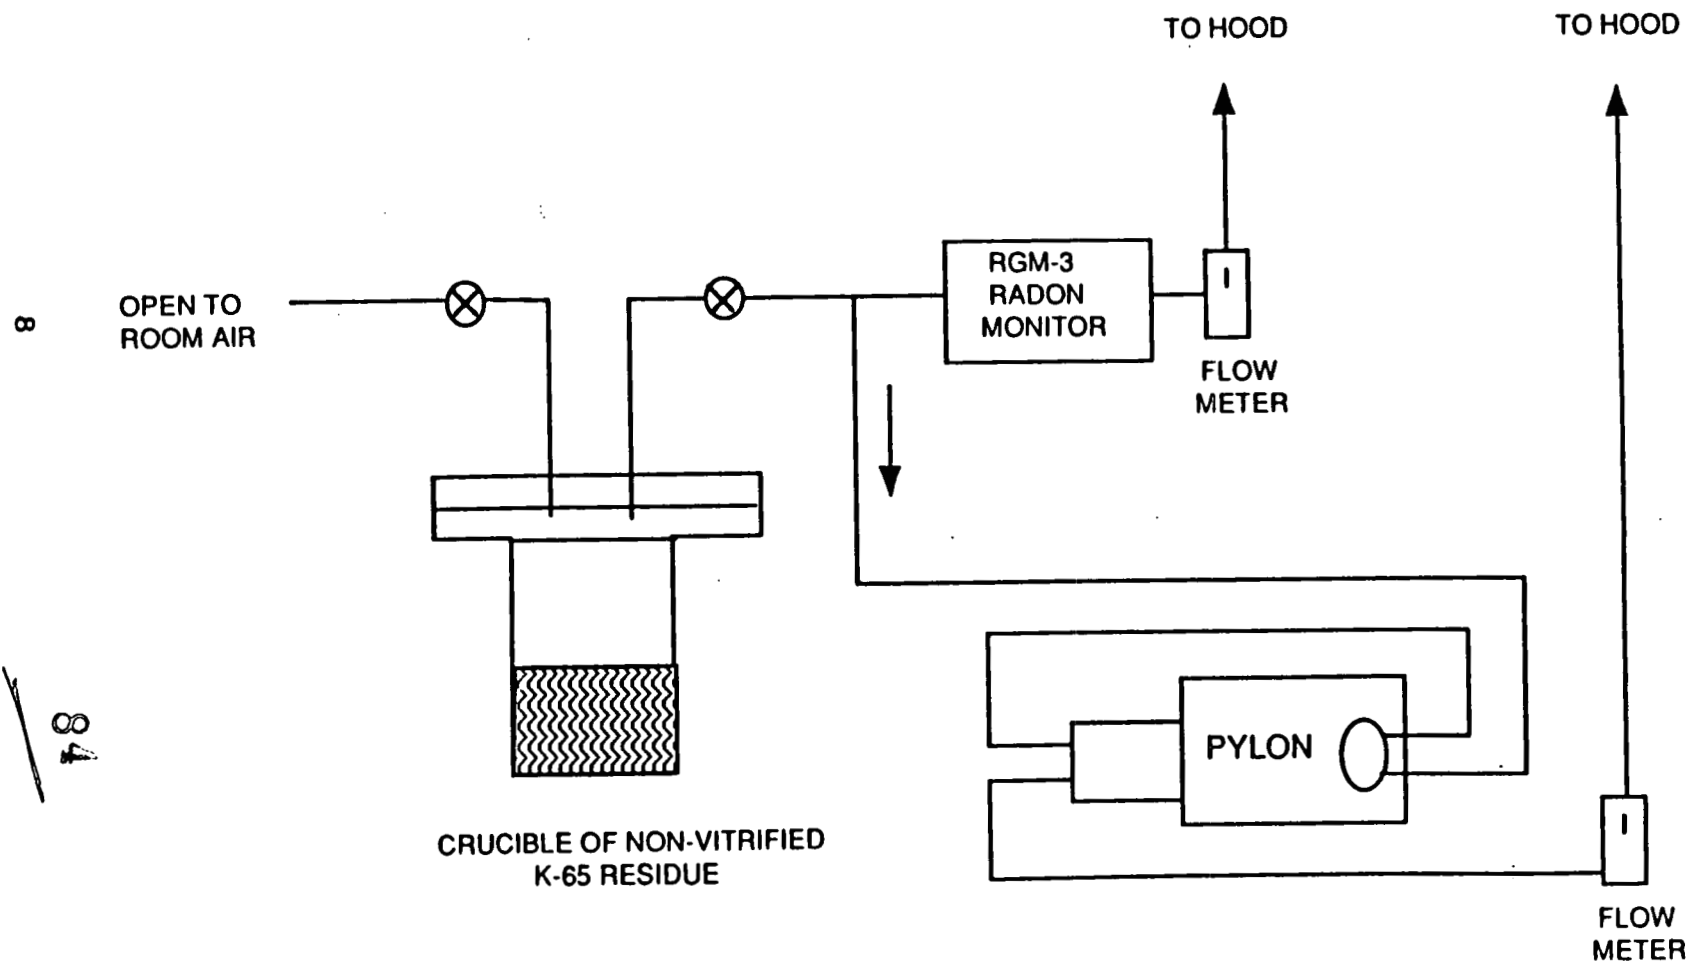 TO HOOD
TO HOOD
OPEN TO
ROOM AIR
RGM-3
RADON
MONITOR
FLOW
METER
8
PYLON
84
CRUCIBLE OF NON-VITRIFIED
K-65 RESIDUE
FLOW
METER